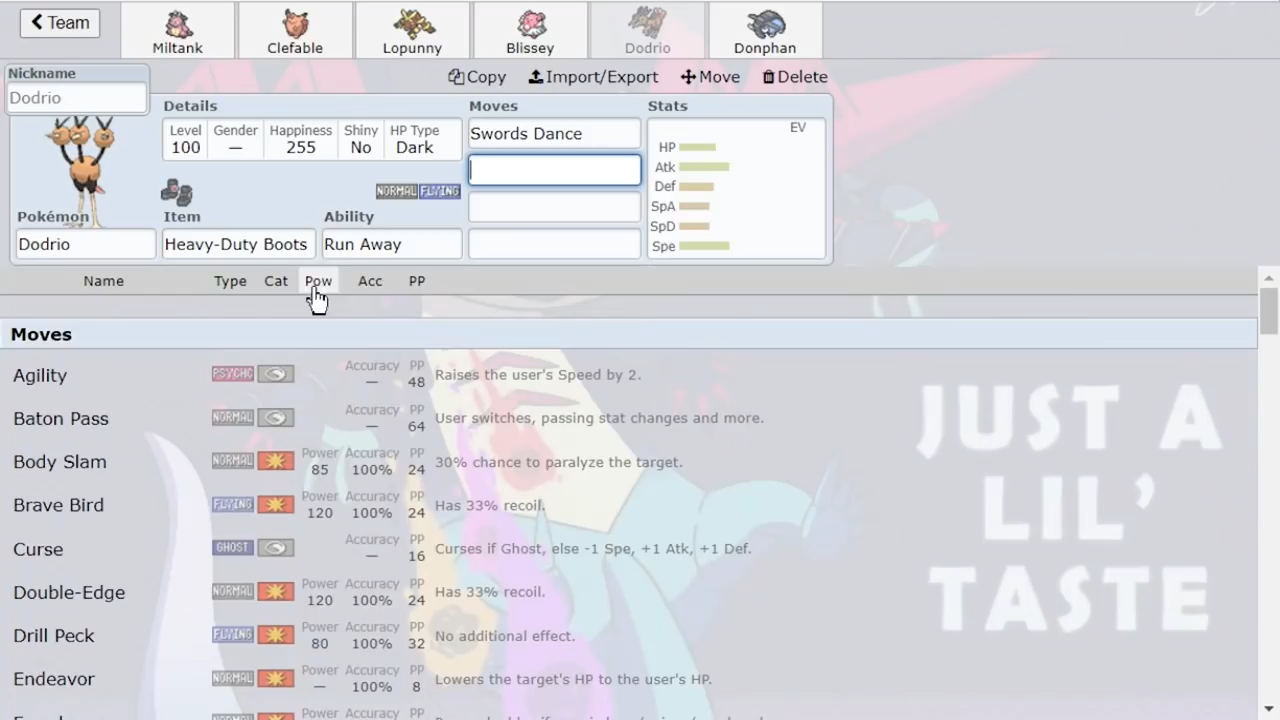 Team
Miltank
Clefable
Lopunny
Blissey
Dodrio
Donphan
Nickname
Dodrio
Copy
Import/Export
Move
Delete
Details
Moves
Stats
Level
100
Gender
—
Happiness
255
Shiny
No
HP Type
Dark
Swords Dance
EV
HP
Atk
Def
SpA
SpD
Spe
NORMAL FLYING
Pokémon
Item
Ability
Dodrio
Heavy-Duty Boots
Run Away
Name Type Cat Pow Acc PP
Moves
Agility PSYCHC Accuracy — PP 48 Raises the user's Speed by 2.
Baton Pass NORMAL Accuracy — PP 64 User switches, passing stat changes and more.
Body Slam NORMAL Power 85 Accuracy 100% PP 24 30% chance to paralyze the target.
Brave Bird FLYING Power 120 Accuracy 100% PP 24 Has 33% recoil.
Curse GHOST Accuracy — PP 16 Curses if Ghost, else -1 Spe, +1 Atk, +1 Def.
Double-Edge NORMAL Power 120 Accuracy 100% PP 24 Has 33% recoil.
Drill Peck FLYING Power 80 Accuracy 100% PP 32 No additional effect.
Endeavor NORMAL Power — Accuracy 100% PP 8 Lowers the target's HP to the user's HP.
Power Accuracy PP
JUST A
LIL'
TASTE